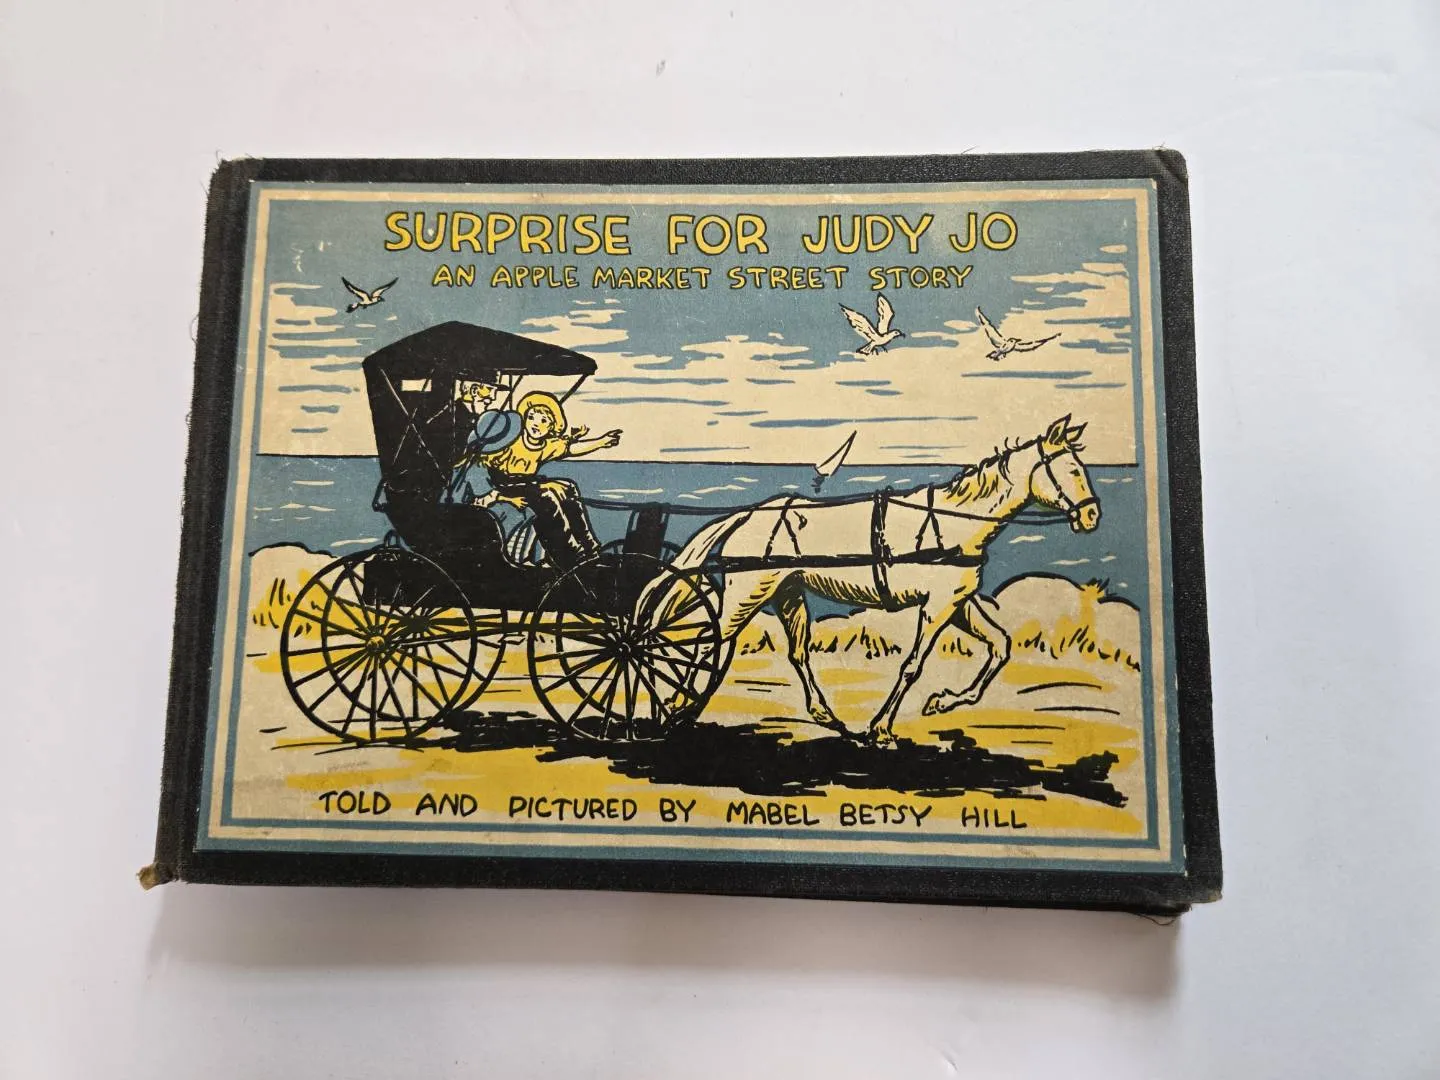 SURPRISE FOR JUDY JO
AN APPLE MARKET STREET STORY
TOLD AND PICTURED BY MABEL BETSY HILL